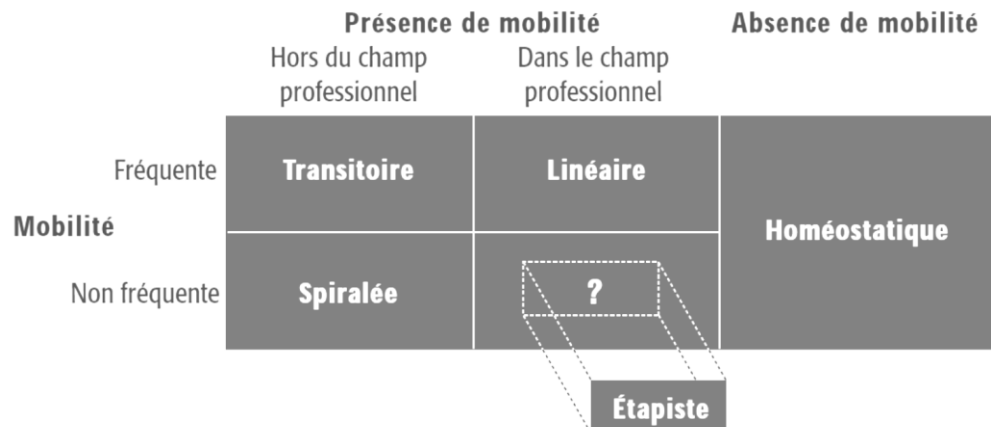 Présence de mobilité
Absence de mobilité
Hors du champ
professionnel
Dans le champ
professionnel
Fréquente
Transitoire
Linéaire
Mobilité
Homéostatique
Non fréquente
Spiralée
?
Étapiste